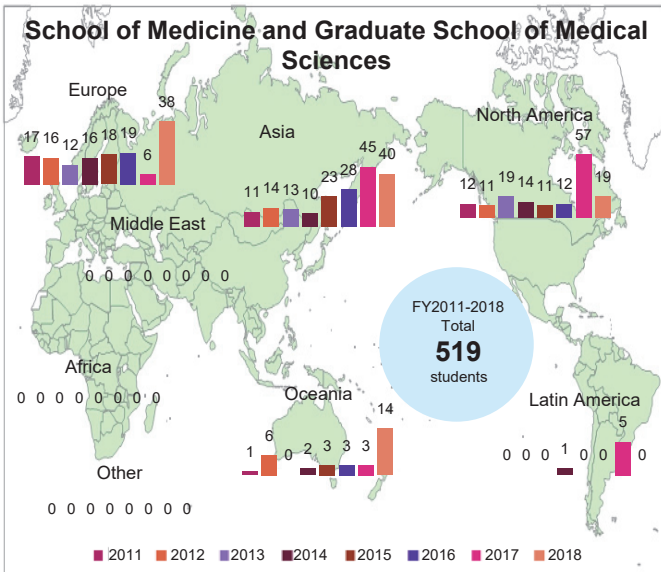 School of Medicine and Graduate School of Medical
Sciences
Europe
17 16 12 16 18 19 6 38
Asia
11 14 13 10 23 28 45 40
North America
12 11 19 14 11 12 57 19
Middle East
0 0 0 0 0 0 0 0
FY2011-2018
Total
519
students
Africa
0 0 0 0 0 0 0 0
Oceania
1 6 0 2 3 3 3 14
Latin America
0 0 0 1 0 0 5 0
Other
0 0 0 0 0 0 0 0
2011 2012 2013 2014 2015 2016 2017 2018